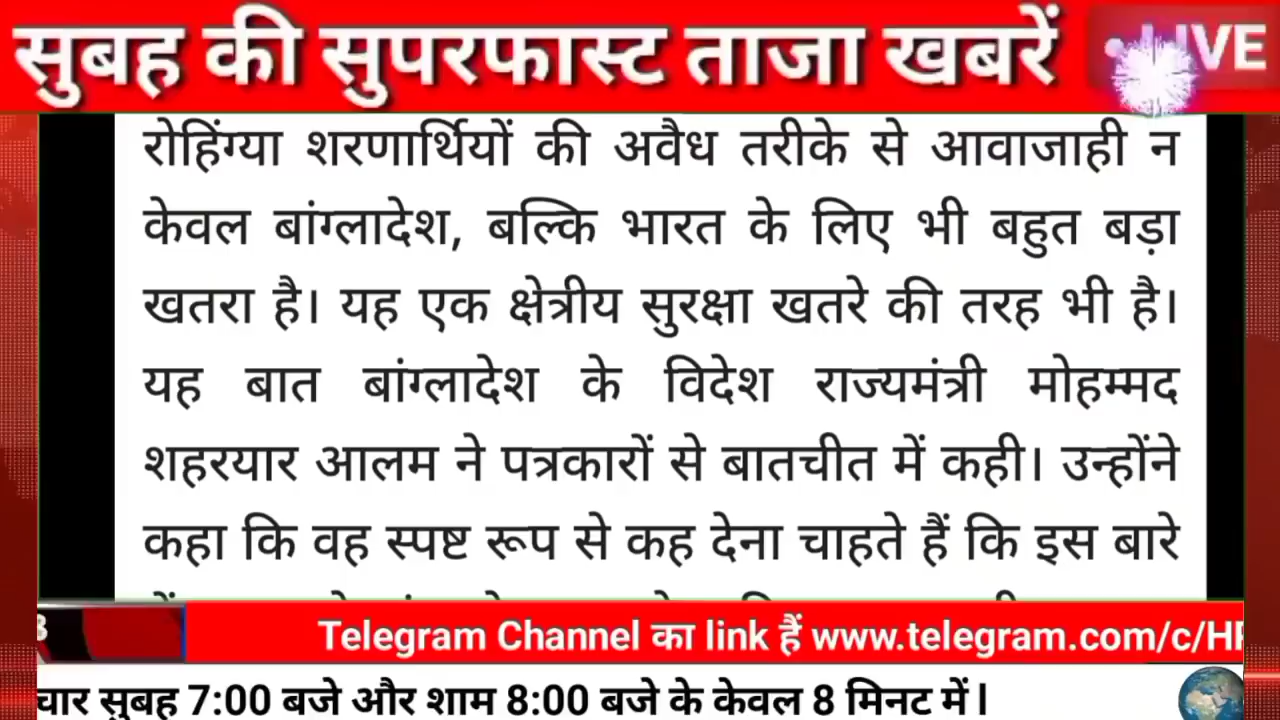 सुबह की सुपरफास्ट ताजा खबरें
रोहिंग्या शरणार्थियों की अवैध तरीके से आवाजाही न
केवल बांग्लादेश, बल्कि भारत के लिए भी बहुत बड़ा
खतरा है। यह एक क्षेत्रीय सुरक्षा खतरे की तरह भी है।
यह बात बांग्लादेश के विदेश राज्यमंत्री मोहम्मद
शहरयार आलम ने पत्रकारों से बातचीत में कही। उन्होंने
कहा कि वह स्पष्ट रूप से कह देना चाहते हैं कि इस बारे
Telegram Channel का link हैं www.telegram.com/c/
चार सुबह 7:00 बजे और शाम 8:00 बजे के केवल 8 मिनट में l